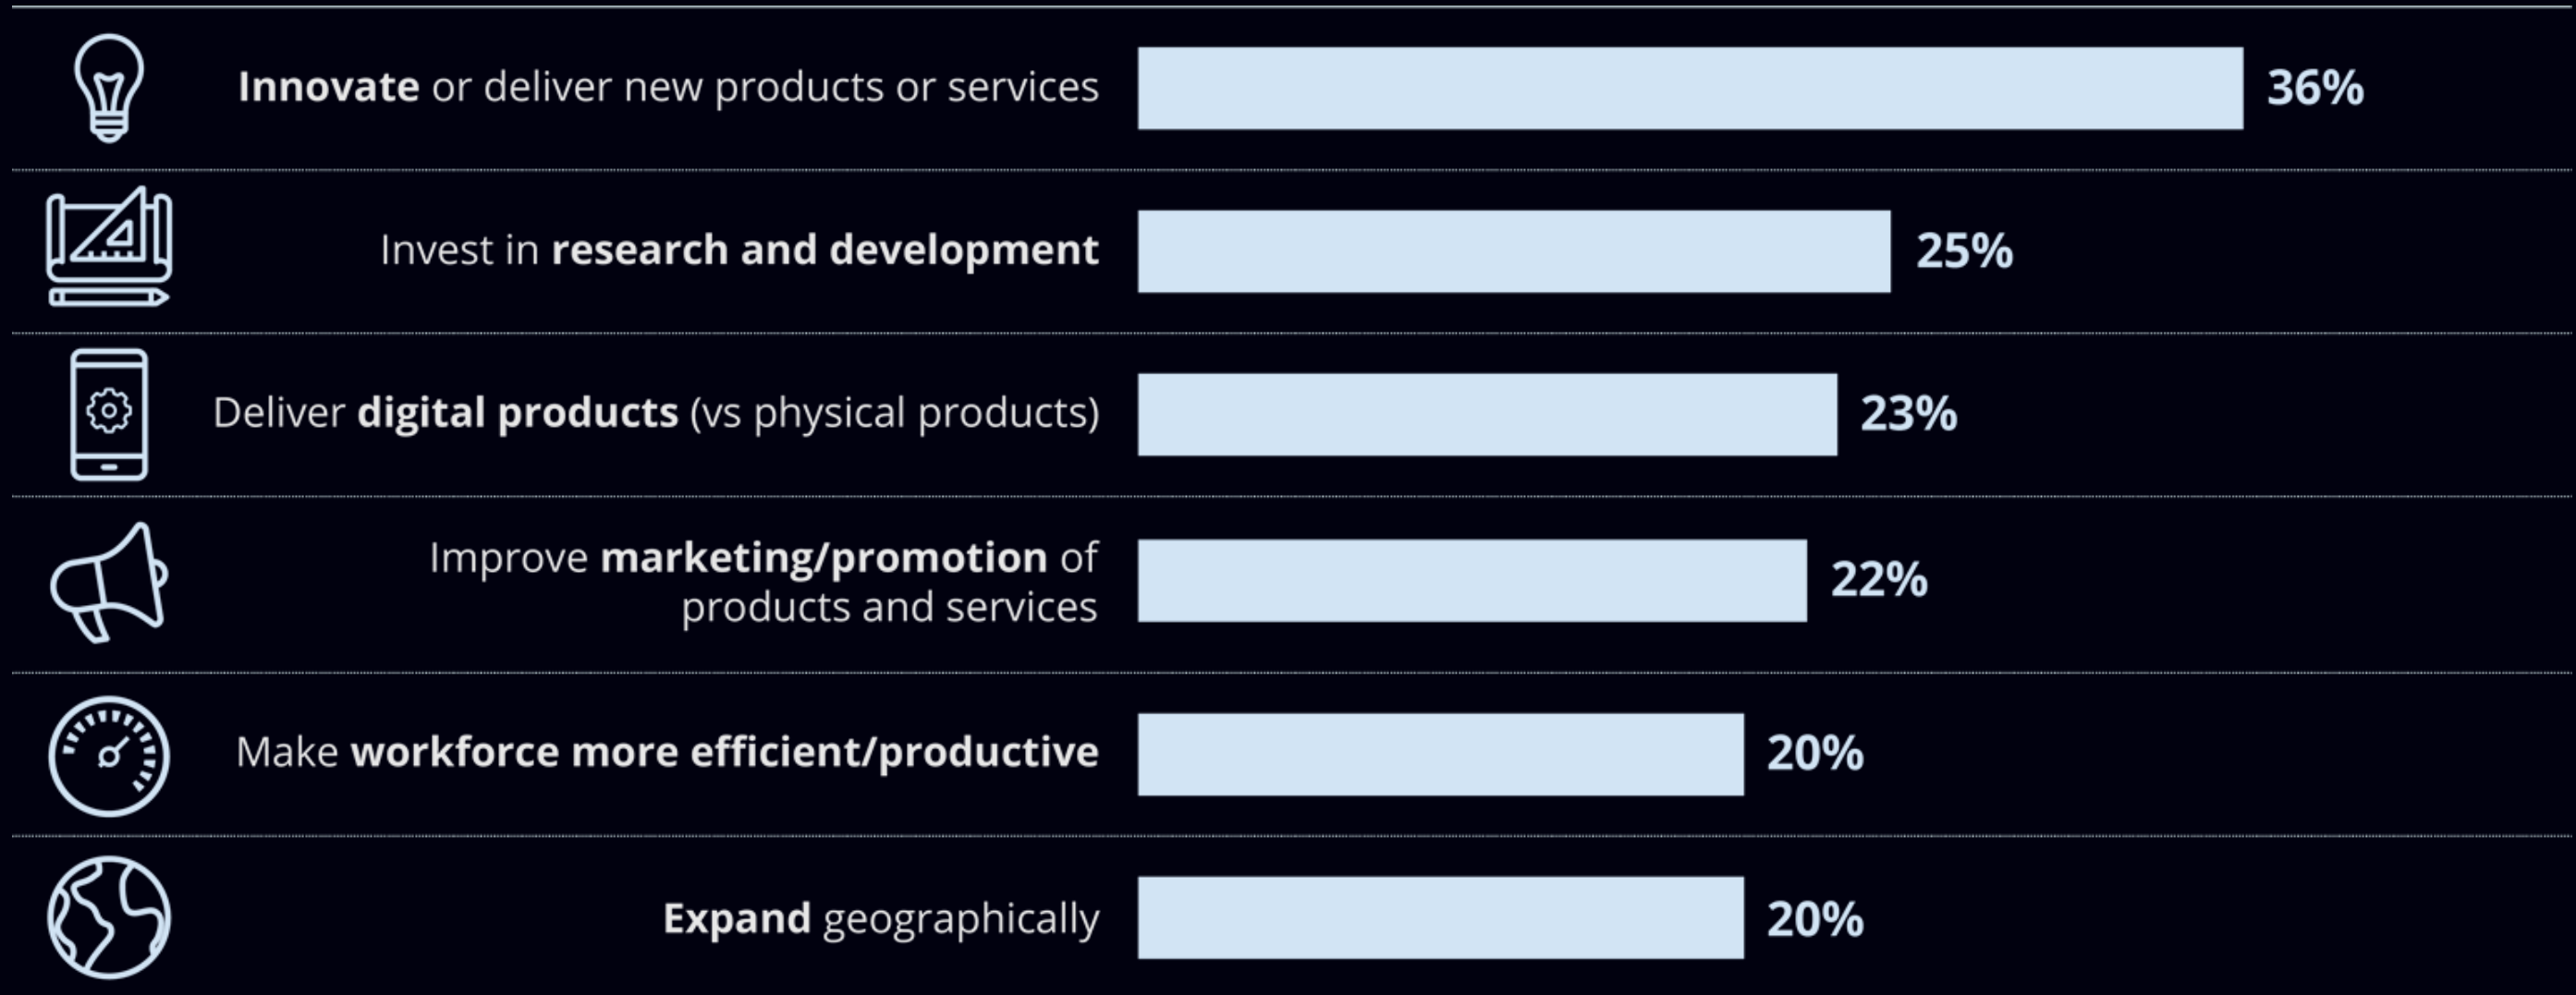 Innovate or deliver new products or services
36%
Invest in research and development
25%
Deliver digital products (vs physical products)
23%
Improve marketing/promotion of
products and services
22%
Make workforce more efficient/productive
20%
Expand geographically
20%